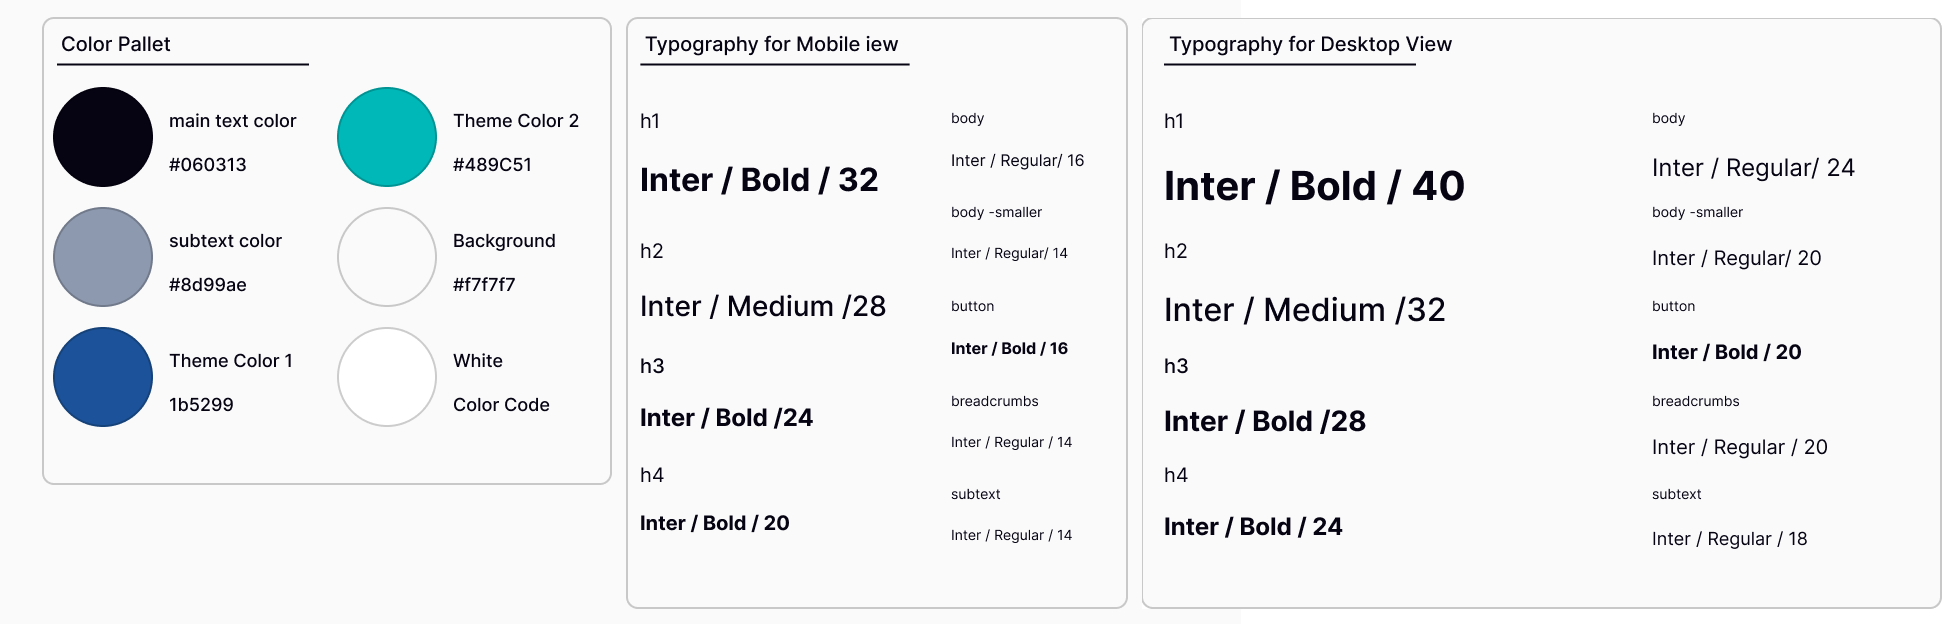 Color Pallet
main text color
#060313
Theme Color 2
#489C51
subtext color
#8d99ae
Background
#f7f7f7
Theme Color 1
1b5299
White
Color Code
Typography for Mobile iew
h1
Inter / Bold / 32
h2
Inter / Medium /28
h3
Inter / Bold /24
h4
Inter / Bold / 20
body
Inter / Regular/ 16
body -smaller
Inter / Regular/ 14
button
Inter / Bold / 16
breadcrumbs
Inter / Regular / 14
subtext
Inter / Regular / 14
Typography for Desktop View
h1
Inter / Bold / 40
h2
Inter / Medium /32
h3
Inter / Bold /28
h4
Inter / Bold / 24
body
Inter / Regular/ 24
body -smaller
Inter / Regular/ 20
button
Inter / Bold / 20
breadcrumbs
Inter / Regular / 20
subtext
Inter / Regular / 18